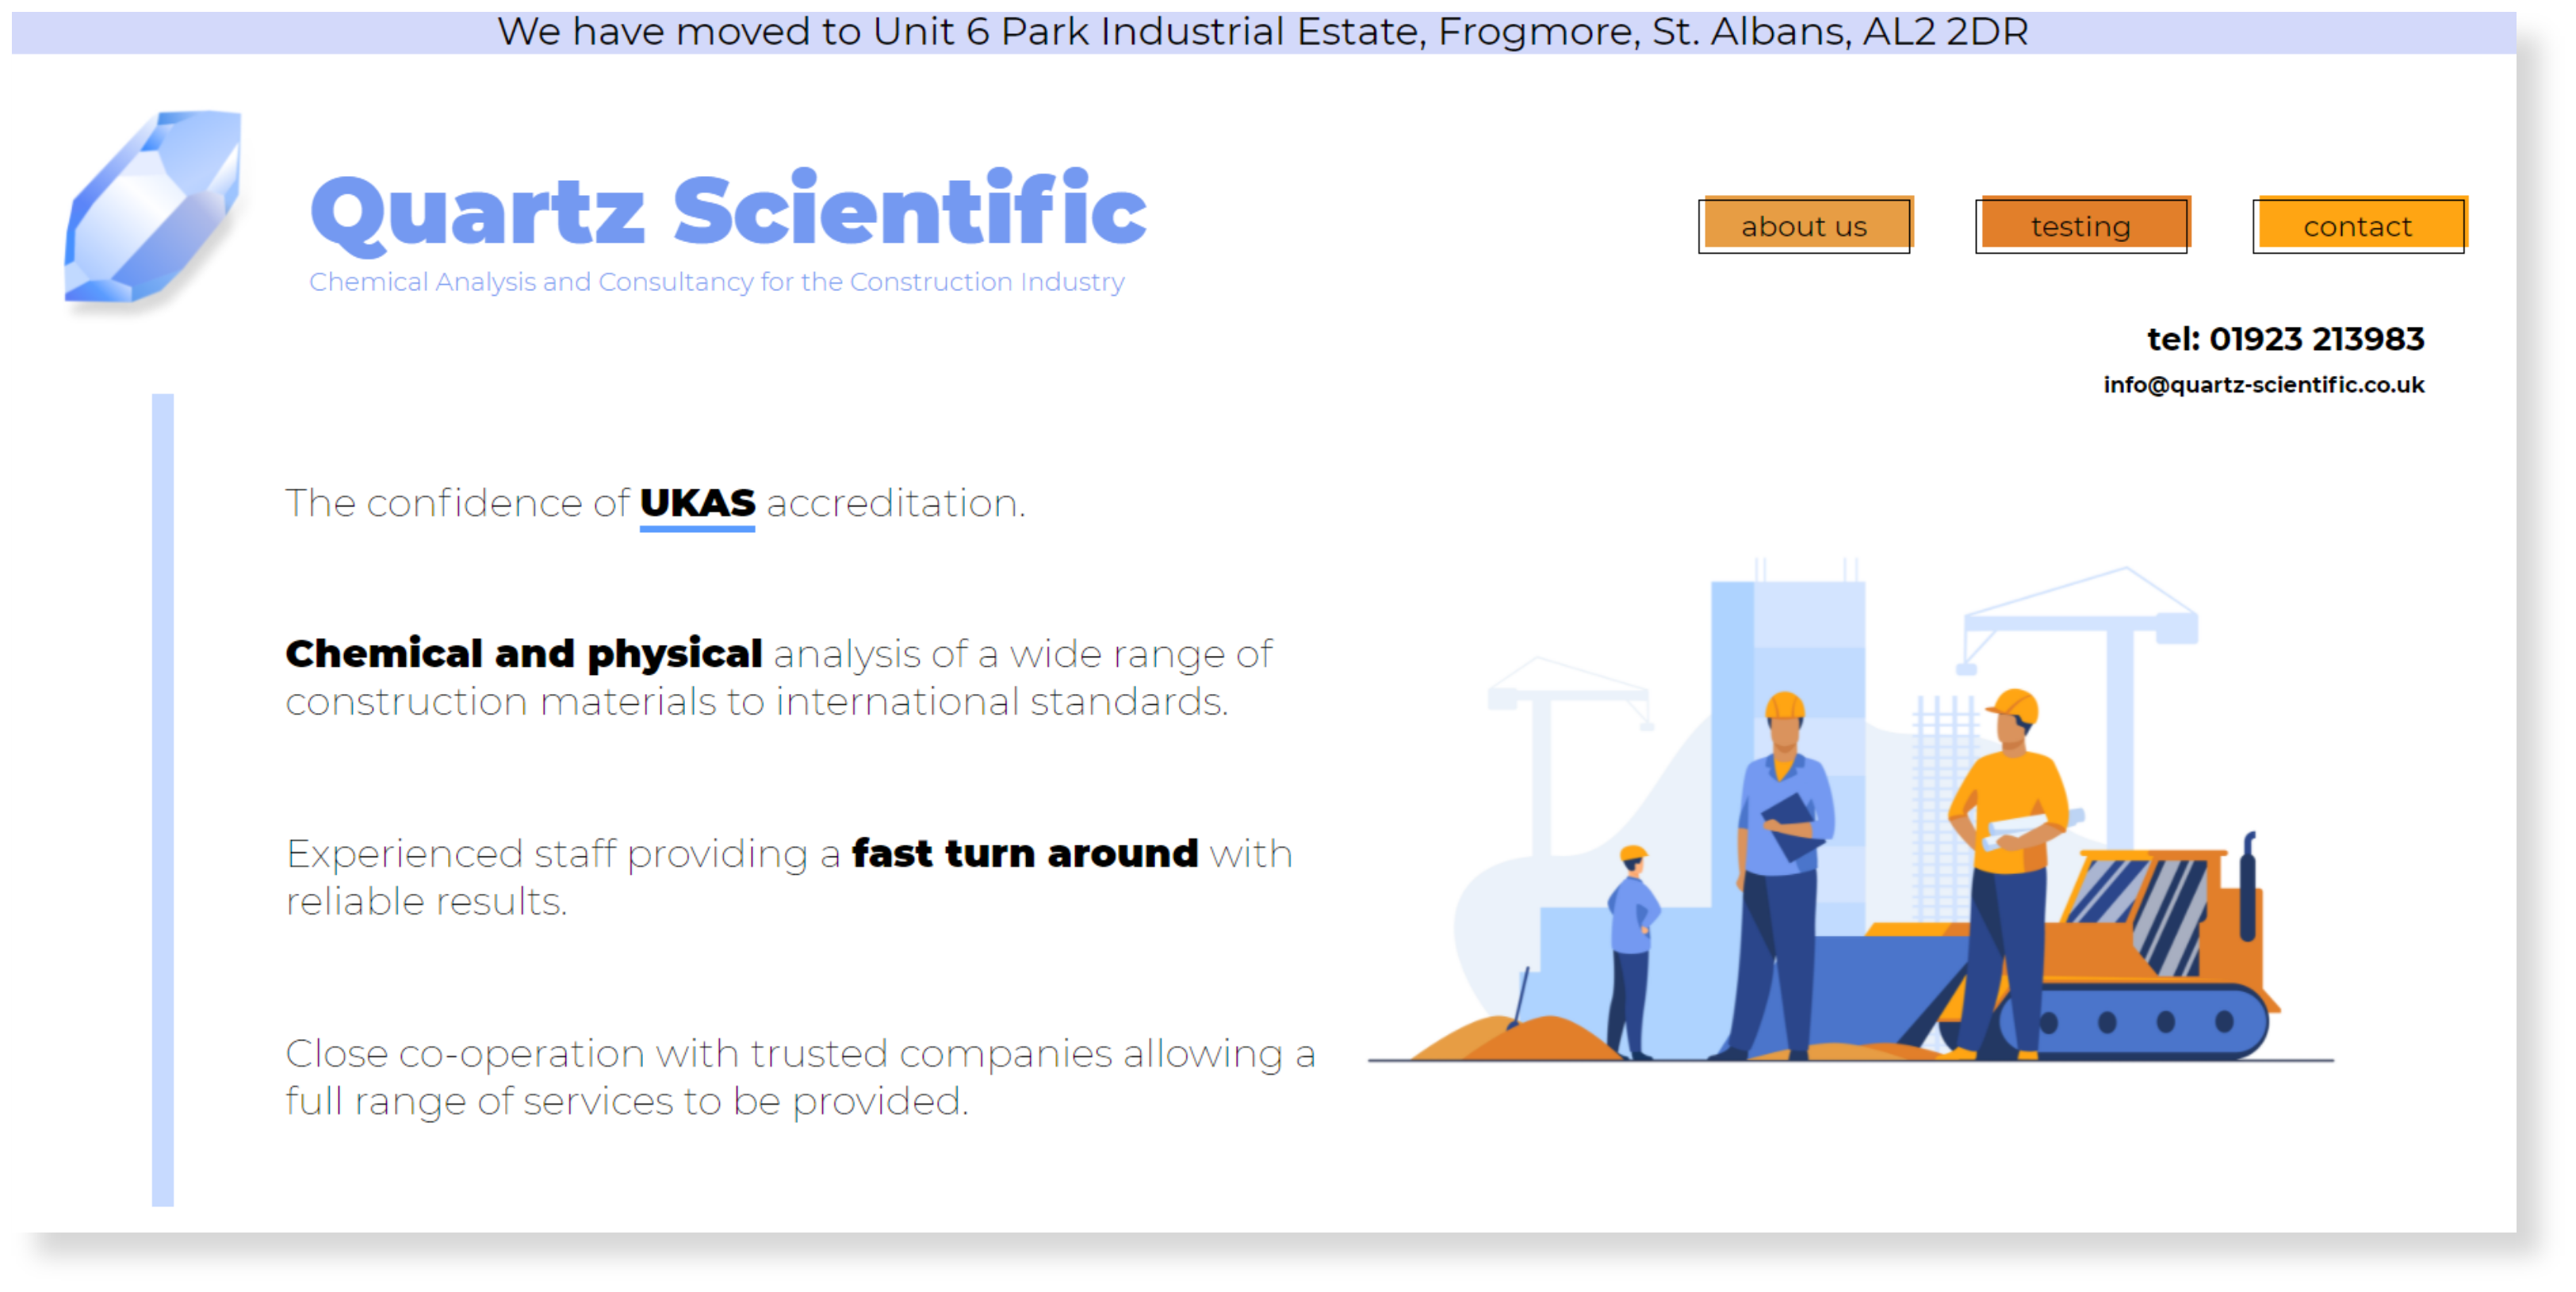 We have moved to Unit 6 Park Industrial Estate, Frogmore, St. Albans, AL2 2DR
Quartz Scientific
Chemical Analysis and Consultancy for the Construction Industry
about us
testing
contact
tel: 01923 213983
info@quartz-scientific.co.uk
The confidence of UKAS accreditation.
Chemical and physical analysis of a wide range of
construction materials to international standards.
Experienced staff providing a fast turn around with
reliable results.
Close co-operation with trusted companies allowing a
full range of services to be provided.